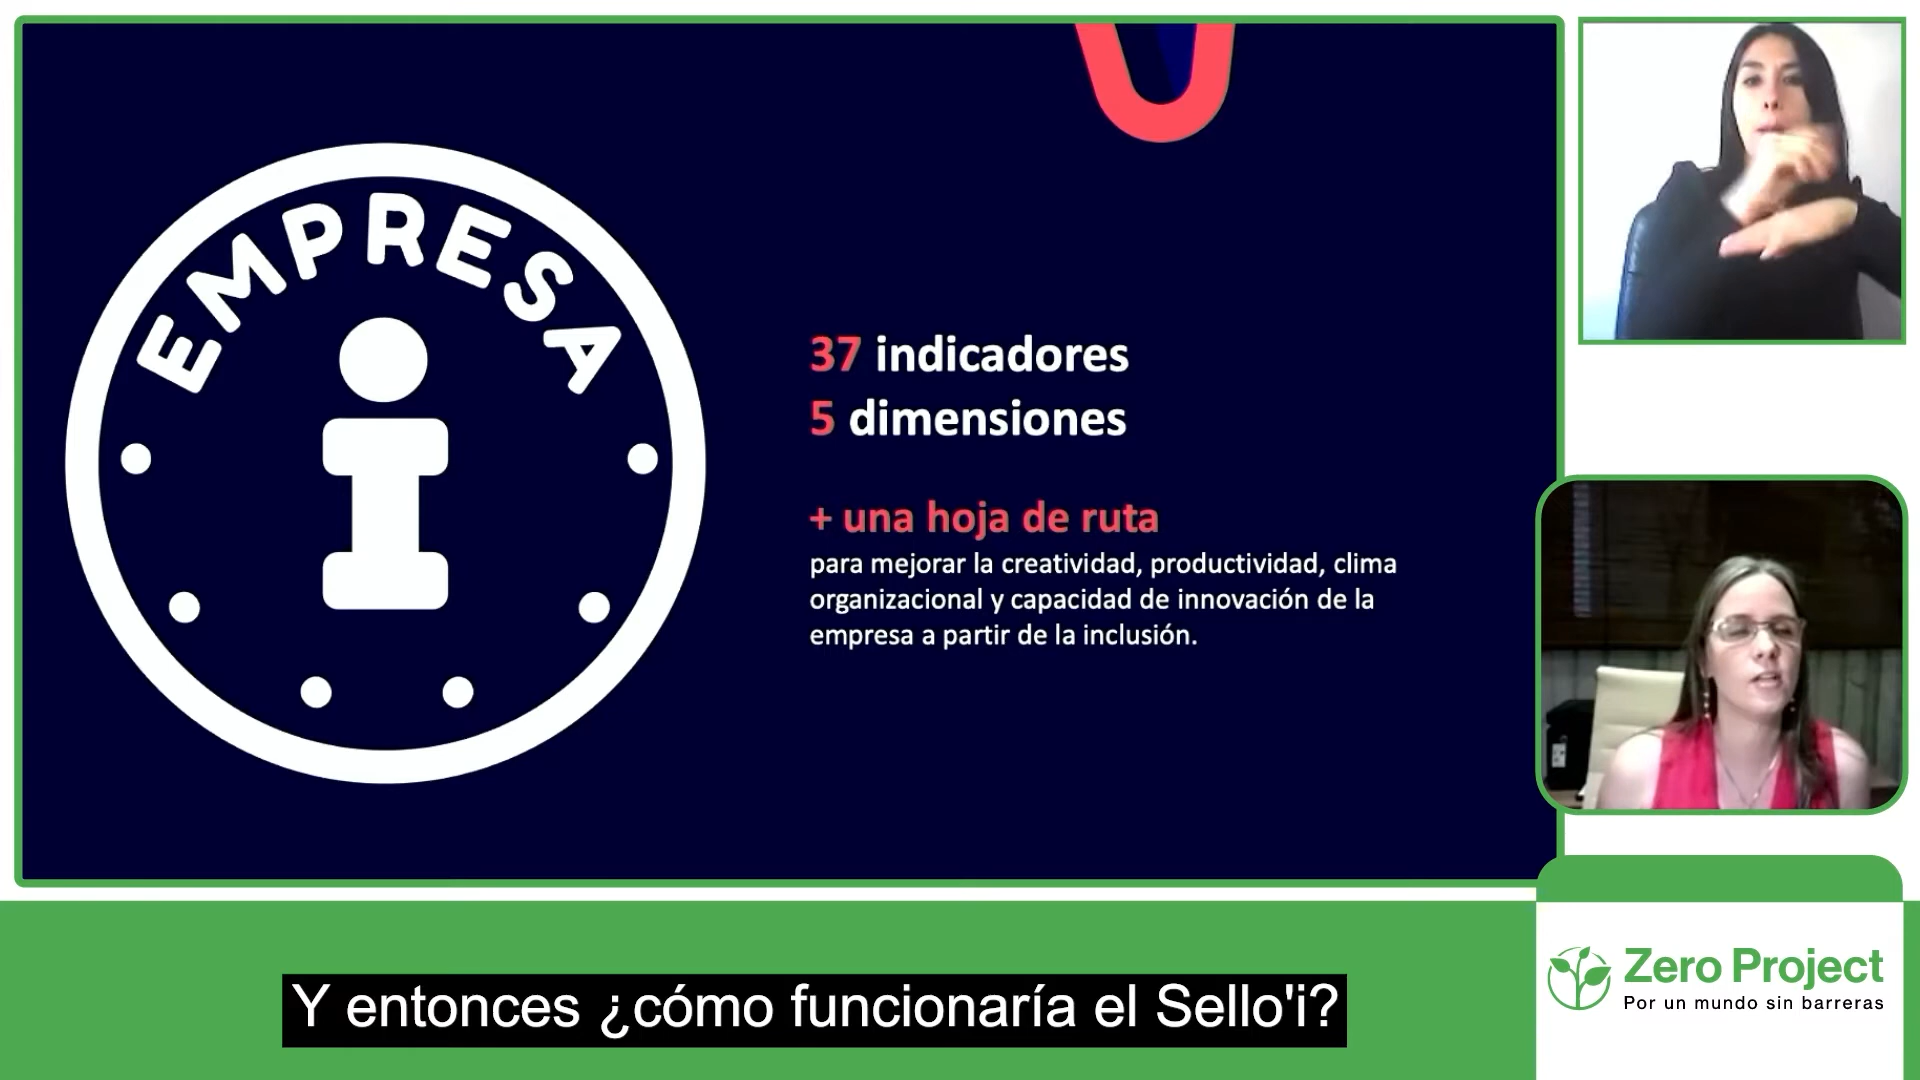 EMPRESA
i
37 indicadores
5 dimensiones
+ una hoja de ruta
para mejorar la creatividad, productividad, clima
organizacional y capacidad de innovación de la
empresa a partir de la inclusión.
Y entonces ¿cómo funcionaría el Sello'i?
Zero Project
Por un mundo sin barreras